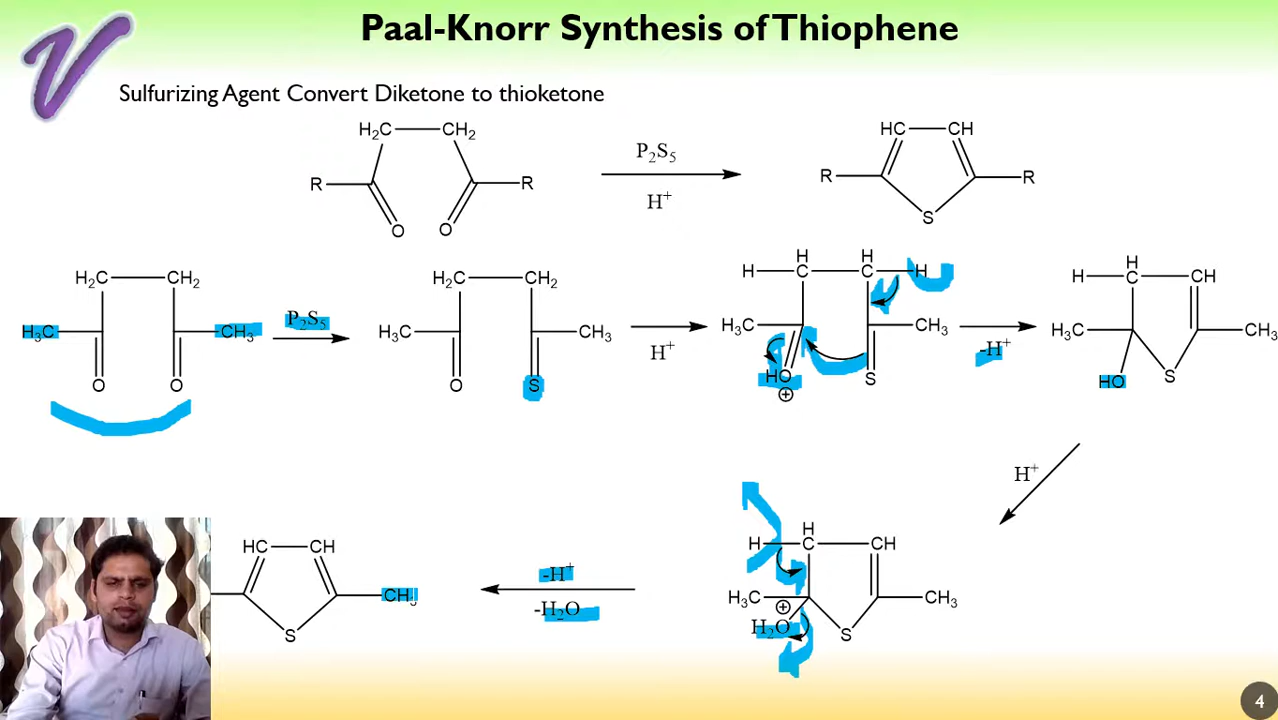 Paal-Knorr Synthesis of Thiophene
Sulfurizing Agent Convert Diketone to thioketone
H₂C CH₂
R R
O O
P₂S₅
H⁺
HC CH
R R
S
H₂C CH₂
H₃C CH₃
O O
P₂S₅
H₂C CH₂
H₃C CH₃
O S
H⁺
H H
H C C H
H₃C CH₃
HO S
⊕
-H⁺
H
H C CH
H₃C CH₃
HO S
H⁺
H
H C CH
H₃C CH₃
⊕
H₂O S
-H⁺
-H₂O
HC CH
CH₃
S
4